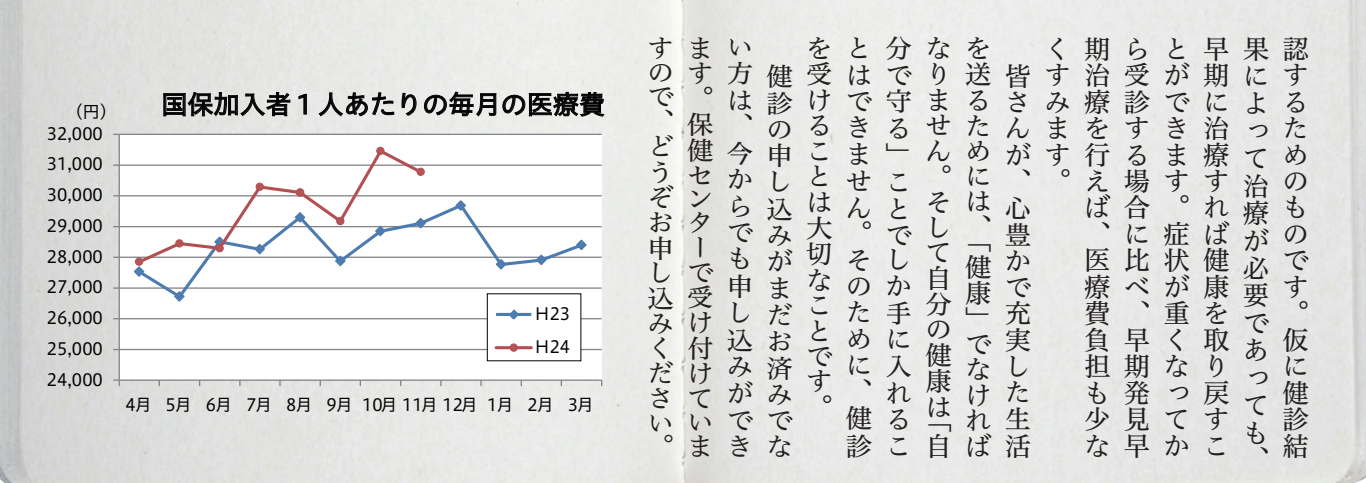 認するためのものです。仮に健診結
果によって治療が必要であっても、
早期に治療すれば健康を取り戻すこ
とができます。症状が重くなってか
ら受診する場合に比べ、早期発見早
期治療を行えば、医療費負担も少な
くすみます。
皆さんが、心豊かで充実した生活
を送るためには、「健康」でなければ
なりません。そして自分の健康は「自
分で守る」ことでしか手に入れるこ
とはできません。そのために、健診
を受けることは大切なことです。
健診の申し込みがまだお済みでな
い方は、今からでも申し込みができ
ます。保健センターで受け付けていま
すので、どうぞお申し込みください。
国保加入者１人あたりの毎月の医療費
(円)
32,000
31,000
30,000
29,000
28,000
27,000
26,000
25,000
24,000
4月 5月 6月 7月 8月 9月 10月 11月 12月 1月 2月 3月
H23
H24